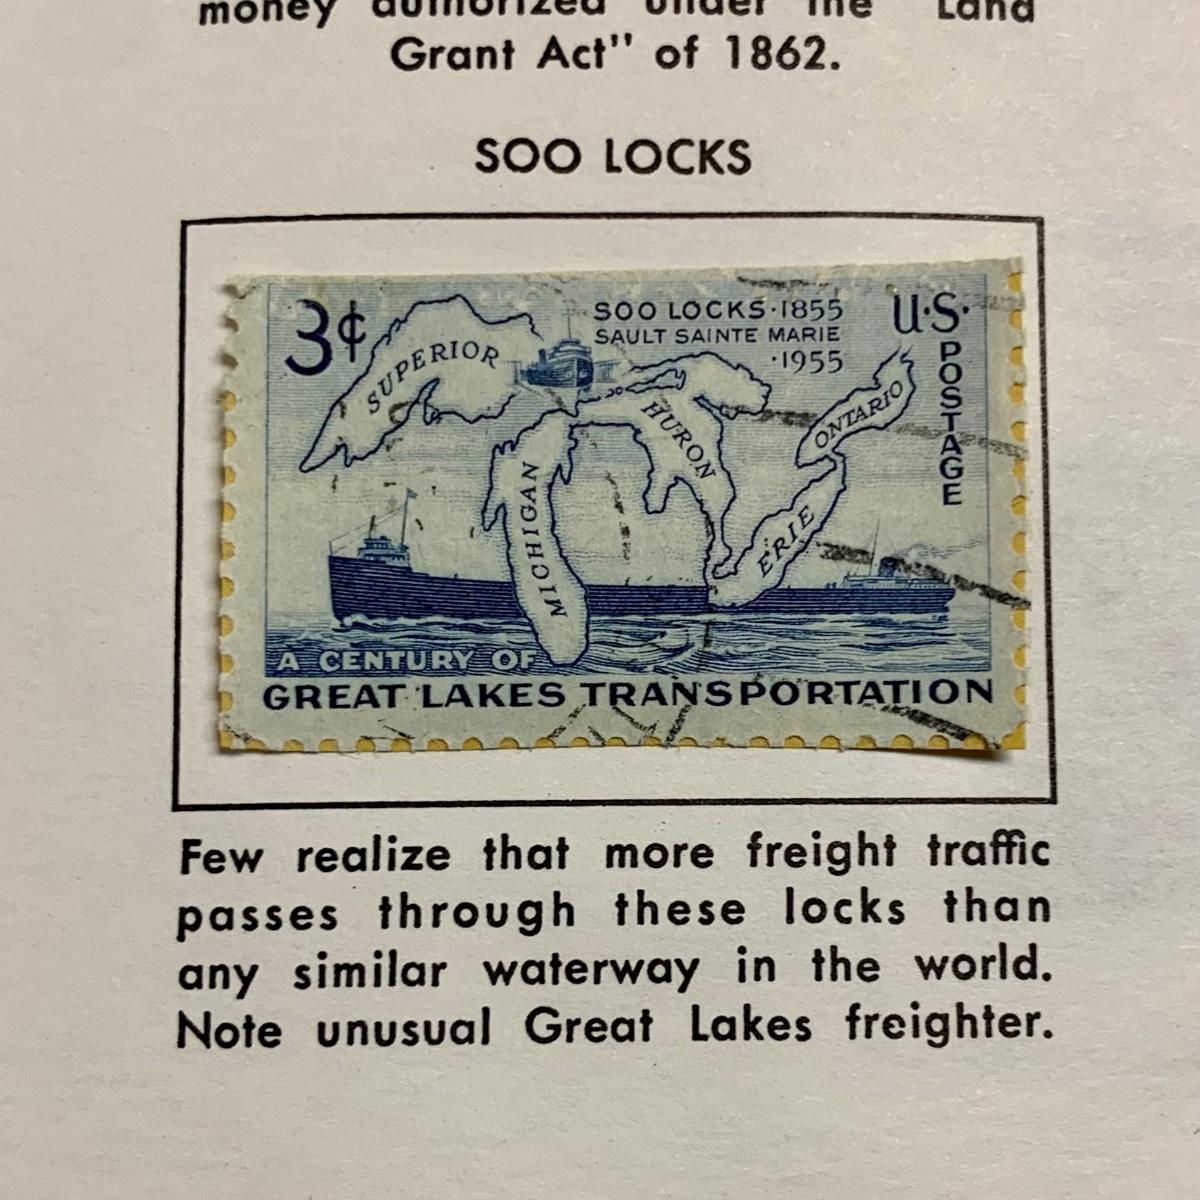 money authorized under the "Land
Grant Act" of 1862.
SOO LOCKS
3¢
SOO LOCKS·1855
SAULT SAINTE MARIE
·1955
U·S·
POSTAGE
SUPERIOR
HURON
ONTARIO
MICHIGAN
ERIE
A CENTURY OF
GREAT LAKES TRANSPORTATION
Few realize that more freight traffic
passes through these locks than
any similar waterway in the world.
Note unusual Great Lakes freighter.